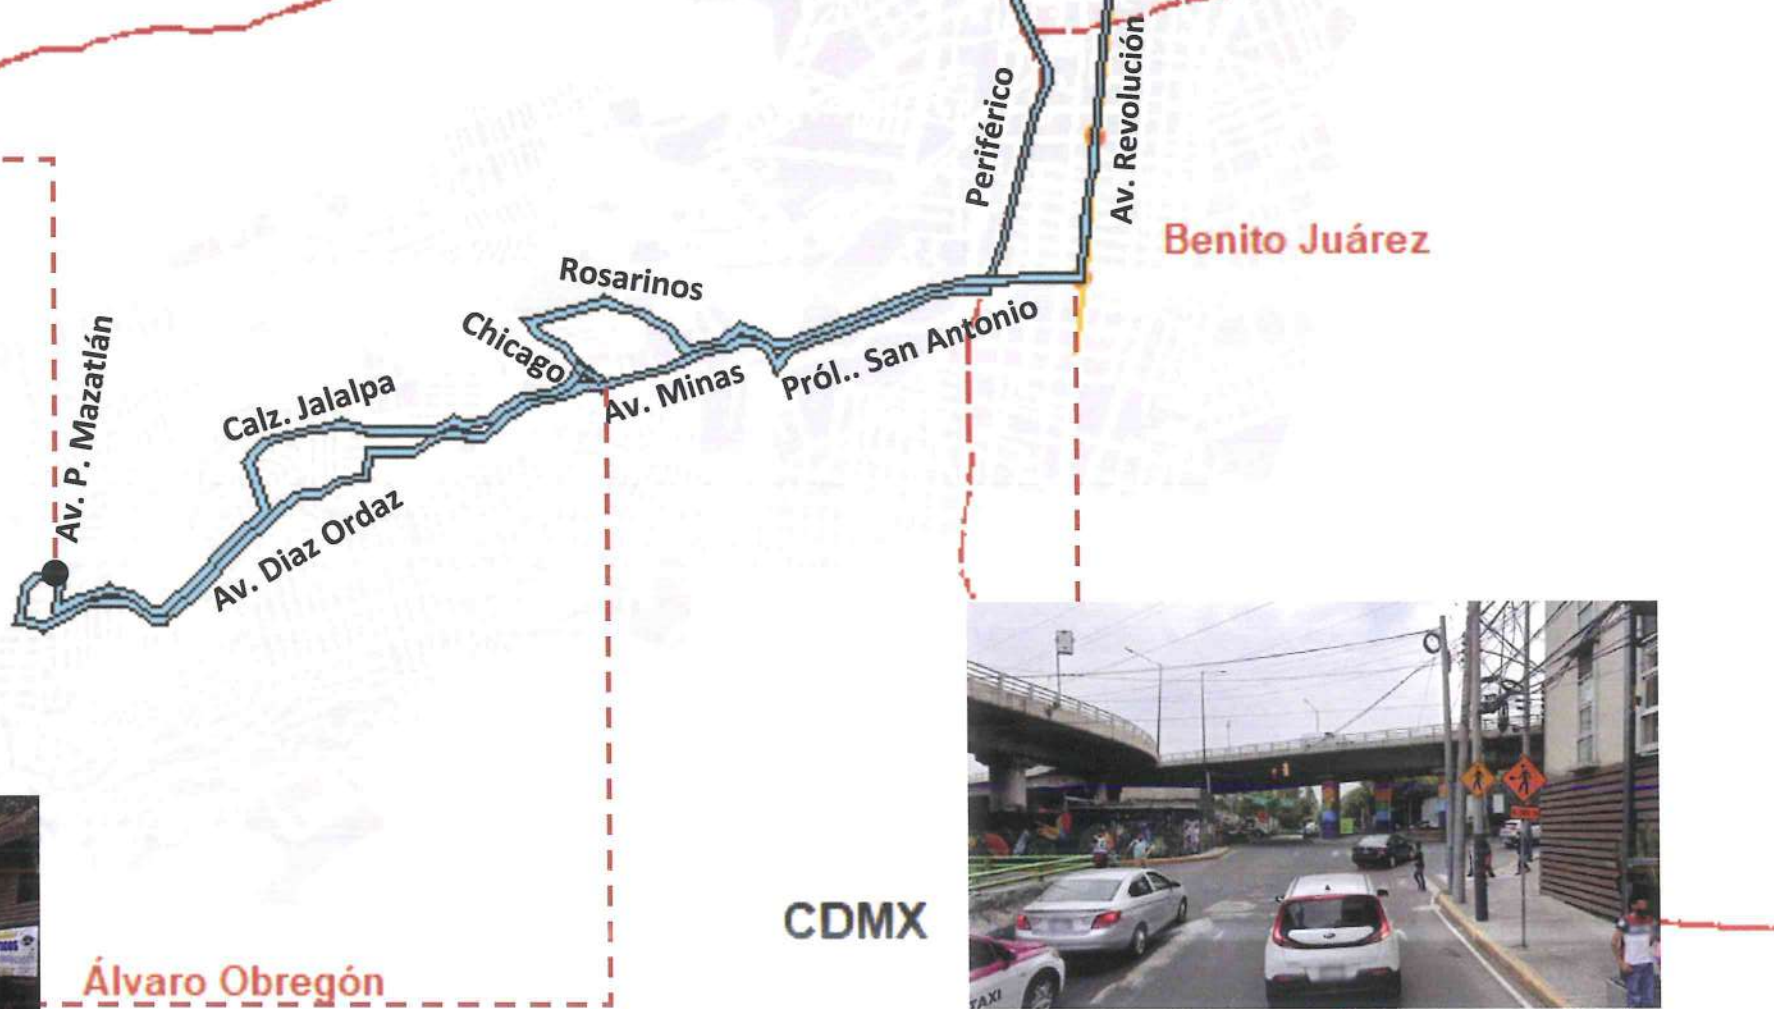 Periférico
Av. Revolución
Benito Juárez
Rosarinos
Chicago
Av. P. Mazatlán
Calz. Jalalpa
Av. Minas
Pról.. San Antonio
Av. Diaz Ordaz
CDMX
Álvaro Obregón
TAXI